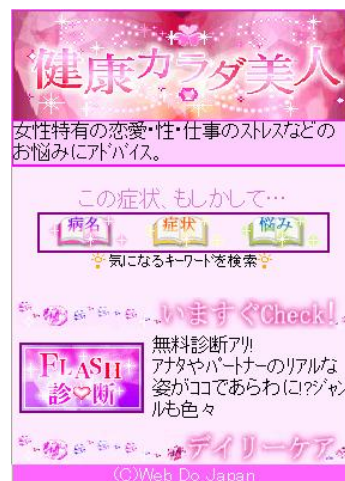 健康カラダ美人
女性特有の恋愛・性・仕事のストレスなどの
お悩みにアドバイス。
この症状、もしかして…
病名 症状 悩み
気になるキーワードを検索
いますぐCheck!
FLASH
診♡断
無料診断アリ!
アナタやパートナーのリアルな
姿がココであらわに!?ジャン
ルも色々
デイリーケア
(C)Web Do Japan